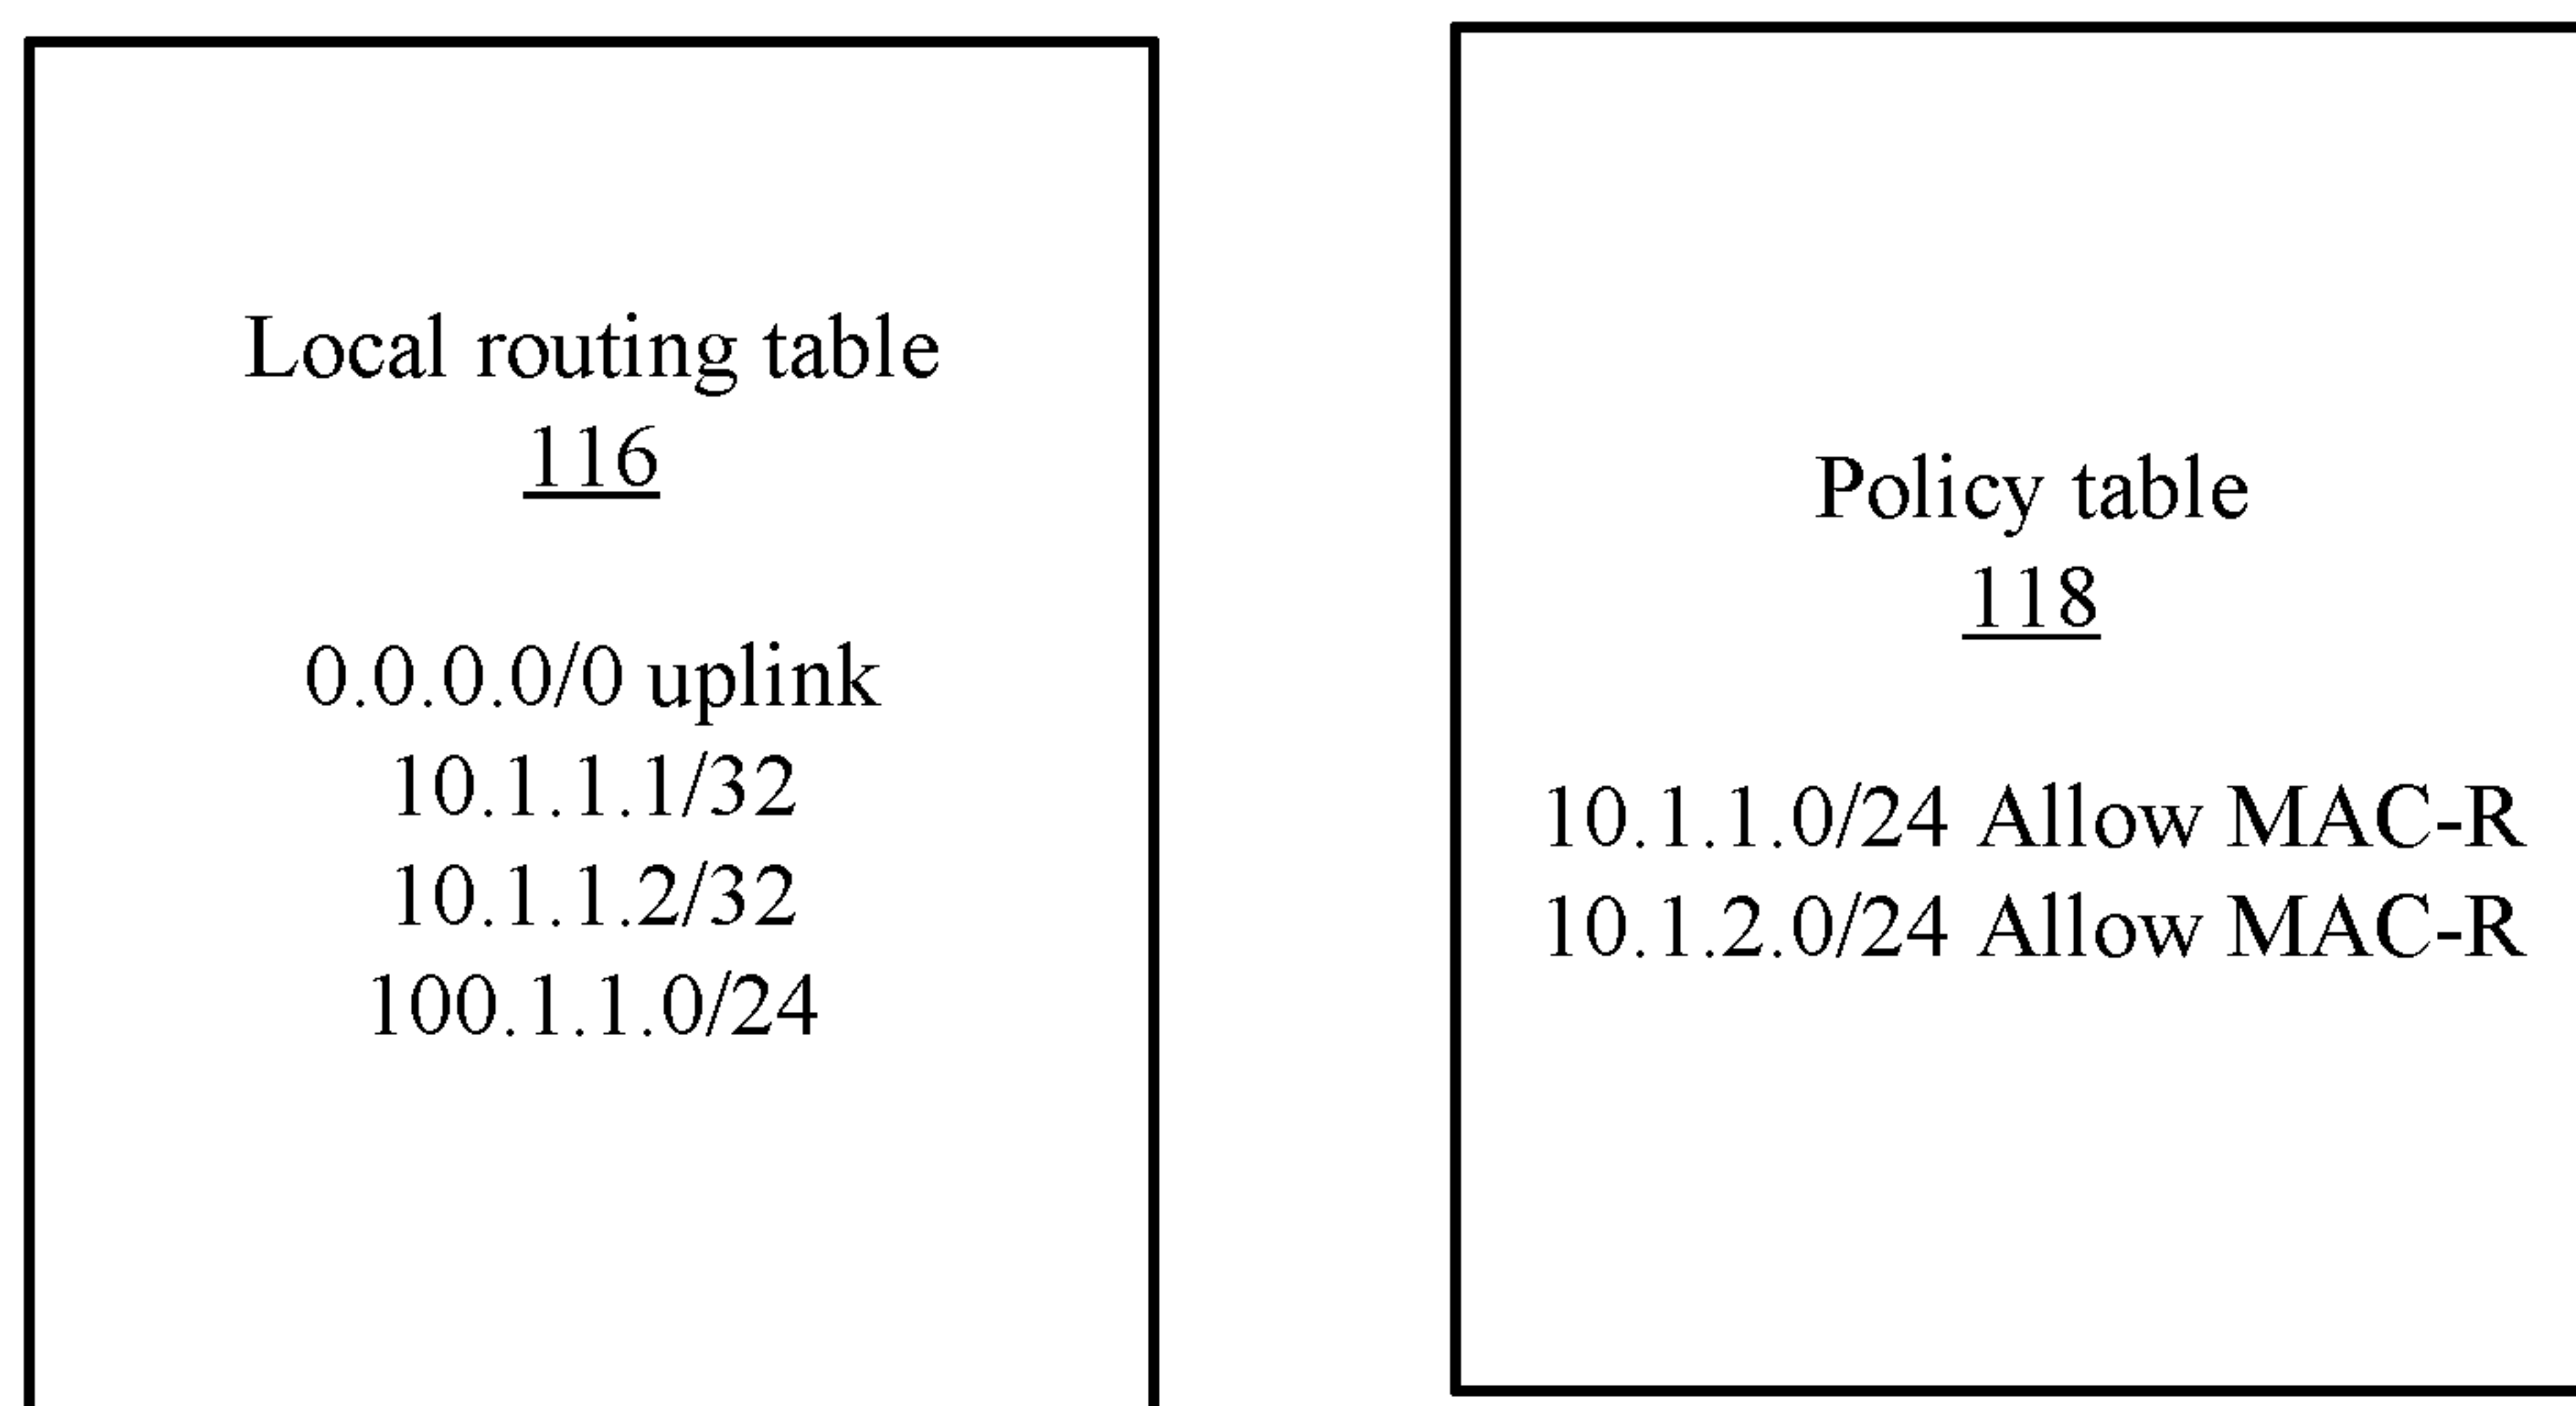 Local routing table
116
0.0.0.0/0 uplink
10.1.1.1/32
10.1.1.2/32
100.1.1.0/24
Policy table
118
10.1.1.0/24 Allow MAC-R
10.1.2.0/24 Allow MAC-R